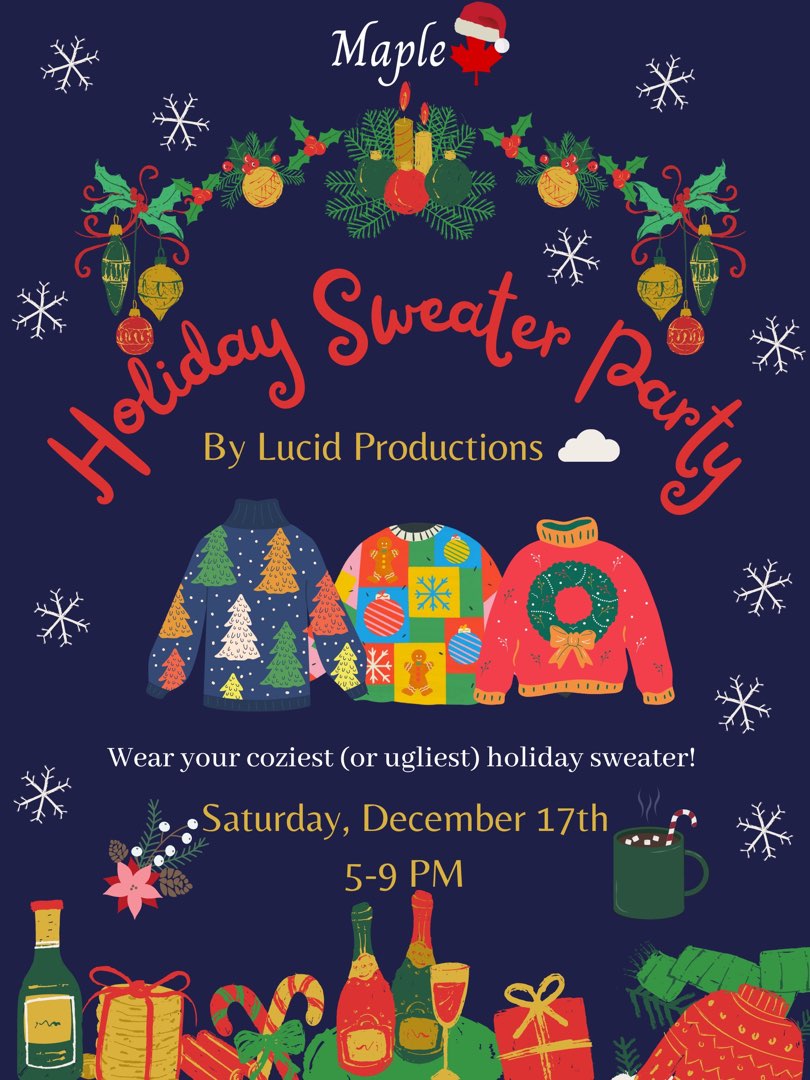 Maple
Holiday Sweater Party
By Lucid Productions
Wear your coziest (or ugliest) holiday sweater!
Saturday, December 17th
5-9 PM